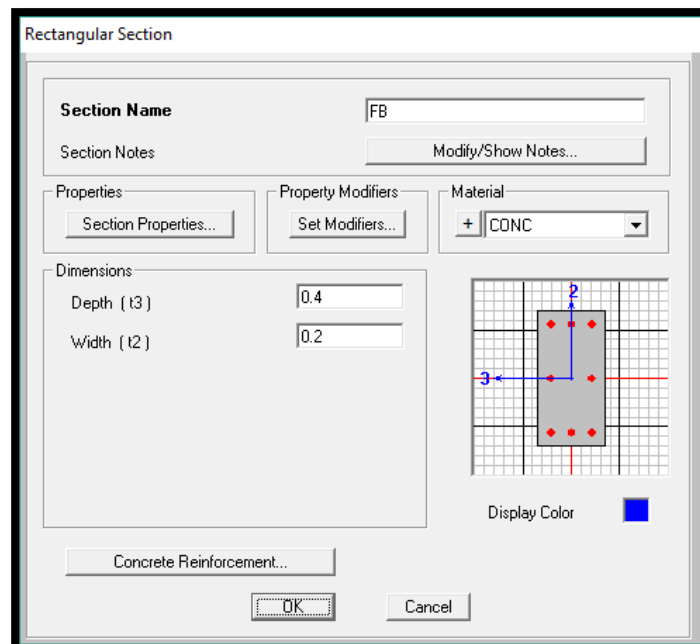 Rectangular Section
Section Name FB
Section Notes Modify/Show Notes...
Properties Property Modifiers Material
Section Properties... Set Modifiers... + CONC
Dimensions
Depth ( t3 ) 0.4
Width ( t2 ) 0.2
2
3
Display Color
Concrete Reinforcement...
OK Cancel